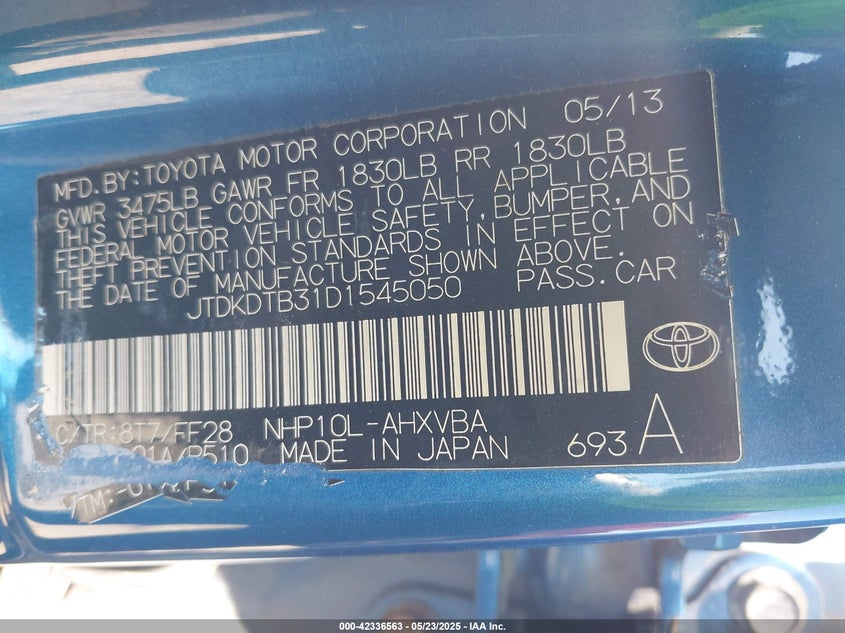 MFD.BY:TOYOTA MOTOR CORPORATION 05/13
GVWR 3475LB GAWR FR 1830LB RR 1830LB
THIS VEHICLE CONFORMS TO ALL APPLICABLE
FEDERAL MOTOR VEHICLE SAFETY,BUMPER,AND
THEFT PREVENTION STANDARDS IN EFFECT ON
THE DATE OF MANUFACTURE SHOWN ABOVE.
JTDKDTB31D1545050 PASS.CAR
C/TR:8T7/FF28 NHP10L-AHXVBA
01A/P510 MADE IN JAPAN 693 A
000-42336563 — 05/23/2025 — IAA Inc.